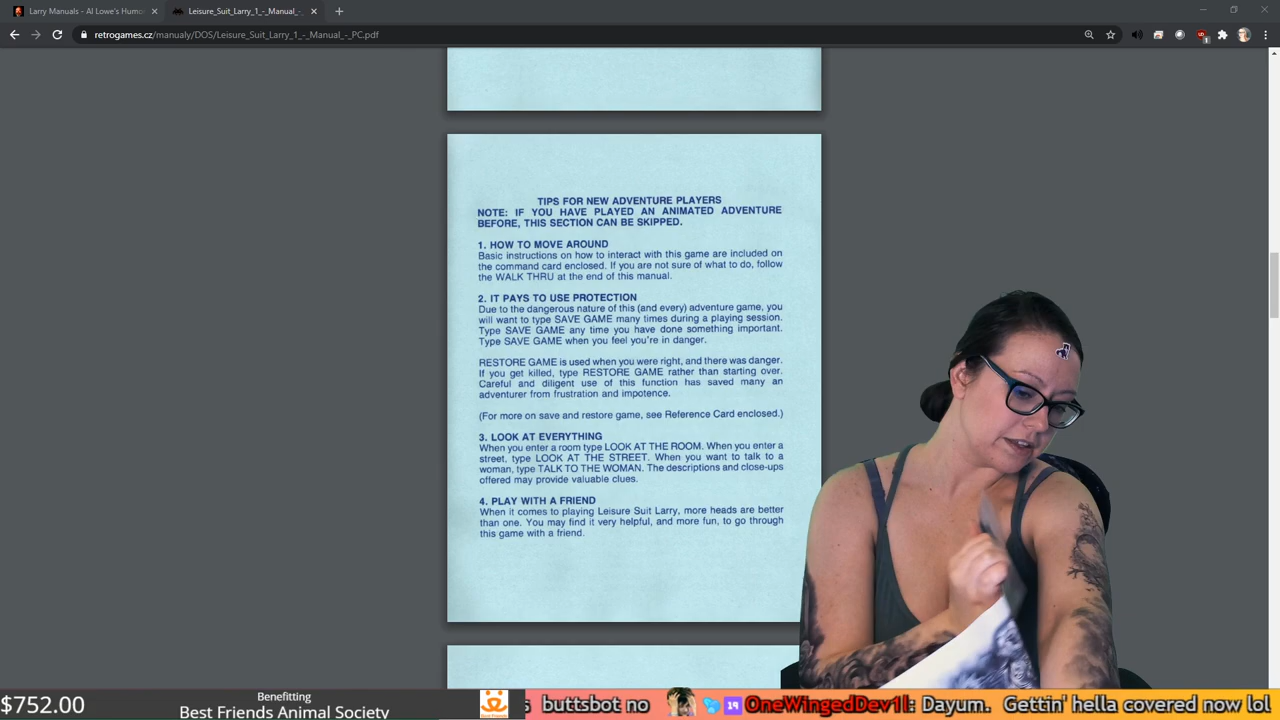 Larry Manuals - Al Lowe's Humo
Leisure_Suit_Larry_1_-_Manual_-_
retrogames.cz/manualy/DOS/Leisure_Suit_Larry_1_-_Manual_-_PC.pdf
TIPS FOR NEW ADVENTURE PLAYERS
NOTE: IF YOU HAVE PLAYED AN ANIMATED ADVENTURE
BEFORE, THIS SECTION CAN BE SKIPPED.
1. HOW TO MOVE AROUND
Basic instructions on how to interact with this game are included on
the command card enclosed. If you are not sure of what to do, follow
the WALK THRU at the end of this manual.
2. IT PAYS TO USE PROTECTION
Due to the dangerous nature of this (and every) adventure game, you
will want to type SAVE GAME many times during a playing session.
Type SAVE GAME any time you have done something important.
Type SAVE GAME when you feel you're in danger.
RESTORE GAME is used when you were right, and there was danger.
If you get killed, type RESTORE GAME rather than starting over.
Careful and diligent use of this function has saved many an
adventurer from frustration and impotence.
(For more on save and restore game, see Reference Card enclosed.)
3. LOOK AT EVERYTHING
When you enter a room type LOOK AT THE ROOM. When you enter a
street, type LOOK AT THE STREET. When you want to talk to a
woman, type TALK TO THE WOMAN. The descriptions and close-ups
offered may provide valuable clues.
4. PLAY WITH A FRIEND
When it comes to playing Leisure Suit Larry, more heads are better
than one. You may find it very helpful, and more fun, to go through
this game with a friend.
$752.00
Benefitting
Best Friends Animal Society
s buttsbot no 19 OneWingedDev1l: Dayum. Gettin' hella covered now lol